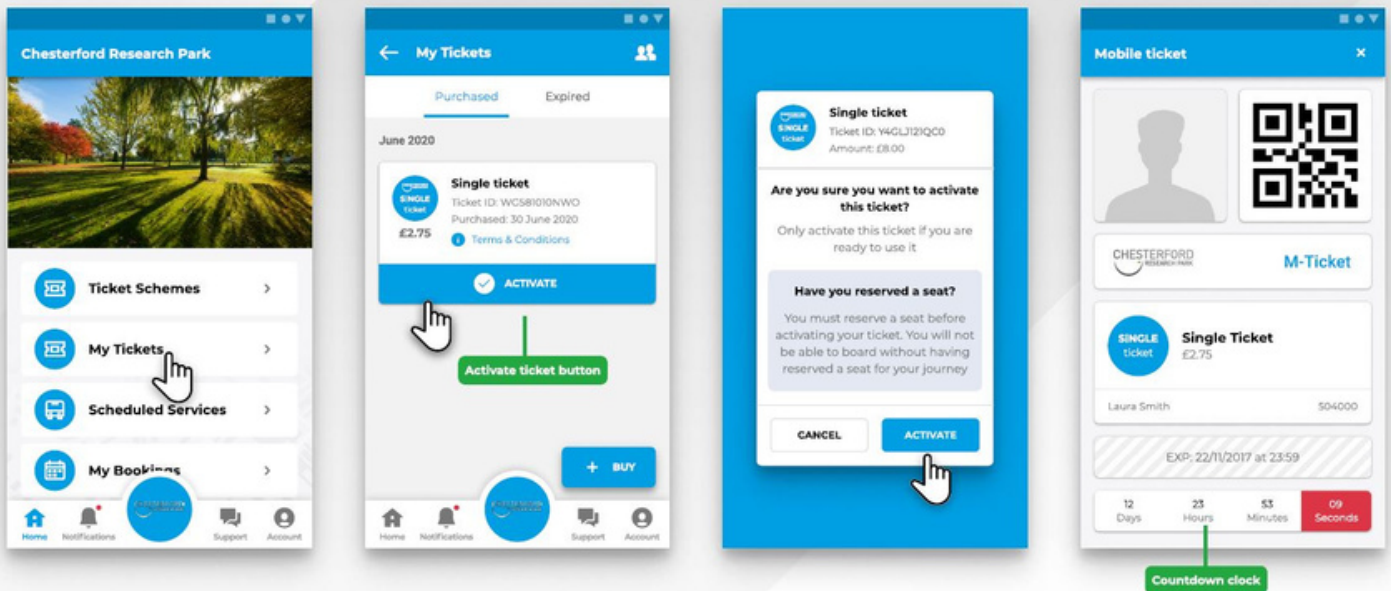 Chesterford Research Park
Ticket Schemes
My Tickets
Scheduled Services
My Bookings
Home
Notifications
Support
Account
My Tickets
Purchased
Expired
June 2020
SINGLE
ticket
£2.75
Single ticket
Ticket ID: WC581010NWO
Purchased: 30 June 2020
Terms & Conditions
ACTIVATE
Activate ticket button
+ BUY
Home
Notifications
Support
Account
SINGLE
ticket
Single ticket
Ticket ID: Y4GLJ121QC0
Amount: £8.00
Are you sure you want to activate
this ticket?
Only activate this ticket if you are
ready to use it
Have you reserved a seat?
You must reserve a seat before
activating your ticket. You will not
be able to board without having
reserved a seat for your journey
CANCEL
ACTIVATE
Mobile ticket
CHESTERFORD
RESEARCH PARK
M-Ticket
SINGLE
ticket
Single Ticket
£2.75
Laura Smith
504000
EXP: 22/11/2017 at 23:59
12
Days
23
Hours
53
Minutes
09
Seconds
Countdown clock